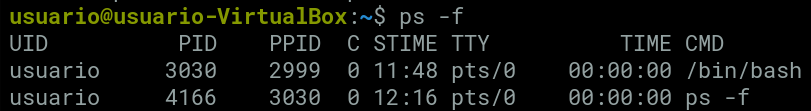 usuario@usuario-VirtualBox:~$ ps -f
UID          PID    PPID  C STIME TTY          TIME CMD
usuario     3030    2999  0 11:48 pts/0    00:00:00 /bin/bash
usuario     4166    3030  0 12:16 pts/0    00:00:00 ps -f